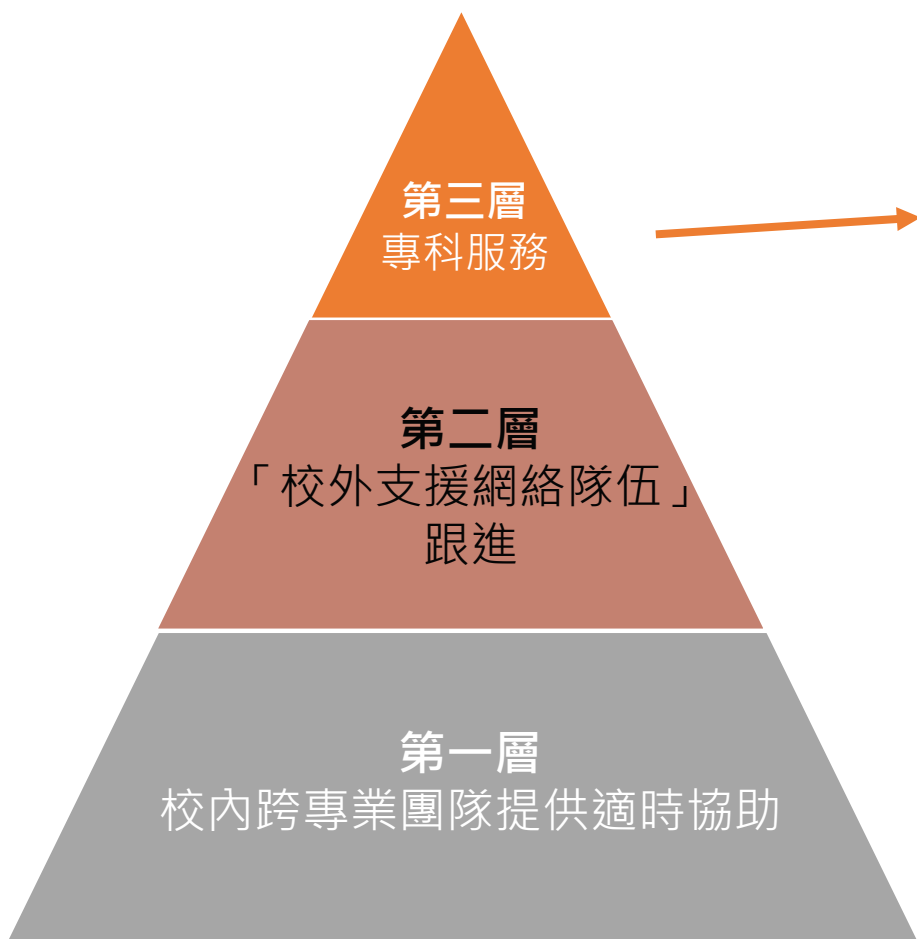 第三層
專科服務
第二層
「校外支援網絡隊伍」
跟進
第一層
校內跨專業團隊提供適時協助